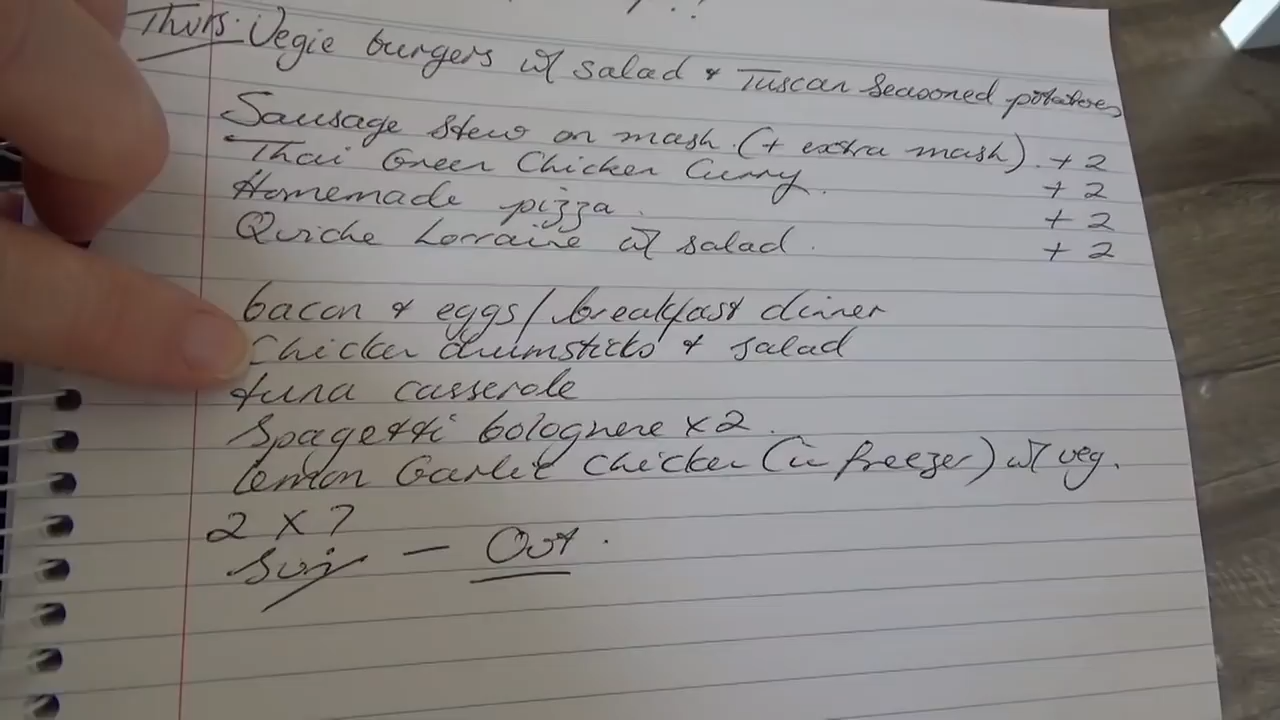 Thurs: Vegie burgers w/ salad & Tuscan Seasoned potatoes
Sausage stew on mash. (+ extra mash). + 2
Thai Green Chicken Curry. + 2
Homemade pizza. + 2
Quiche Lorraine w/ salad. + 2
bacon & eggs/breakfast dinner
Chicken drumsticks & salad
tuna casserole
Spagetti bolognere x 2.
Lemon Garlic Chicken (in freezer) w/ veg.
2 x ?
Sun — Out.